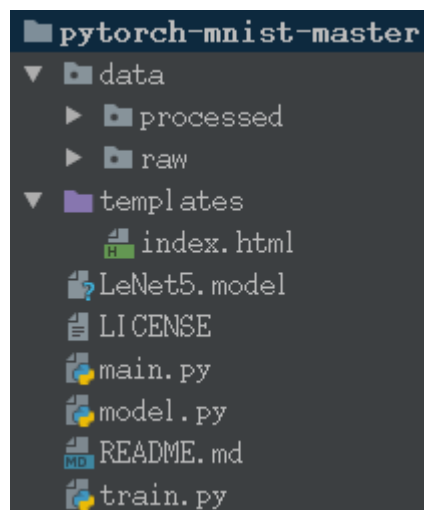 pytorch-mnist-master
data
processed
raw
templates
index.html
LeNet5.model
LICENSE
main.py
model.py
README.md
train.py